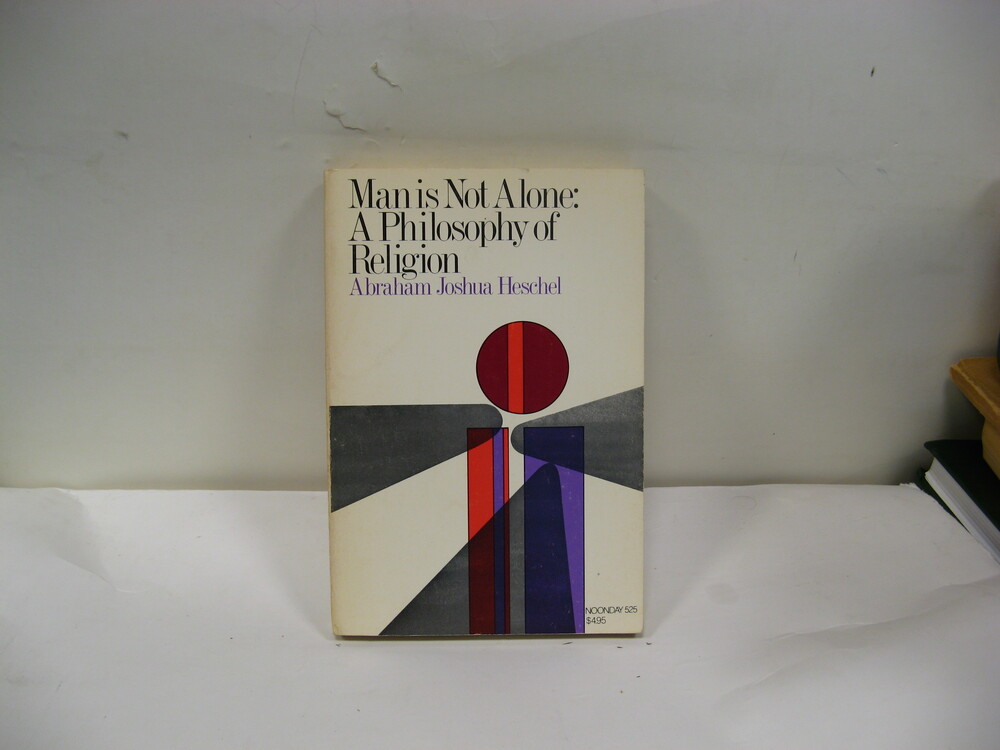 Man is Not Alone:
A Philosophy of
Religion
Abraham Joshua Heschel
NOONDAY 525
$4.95